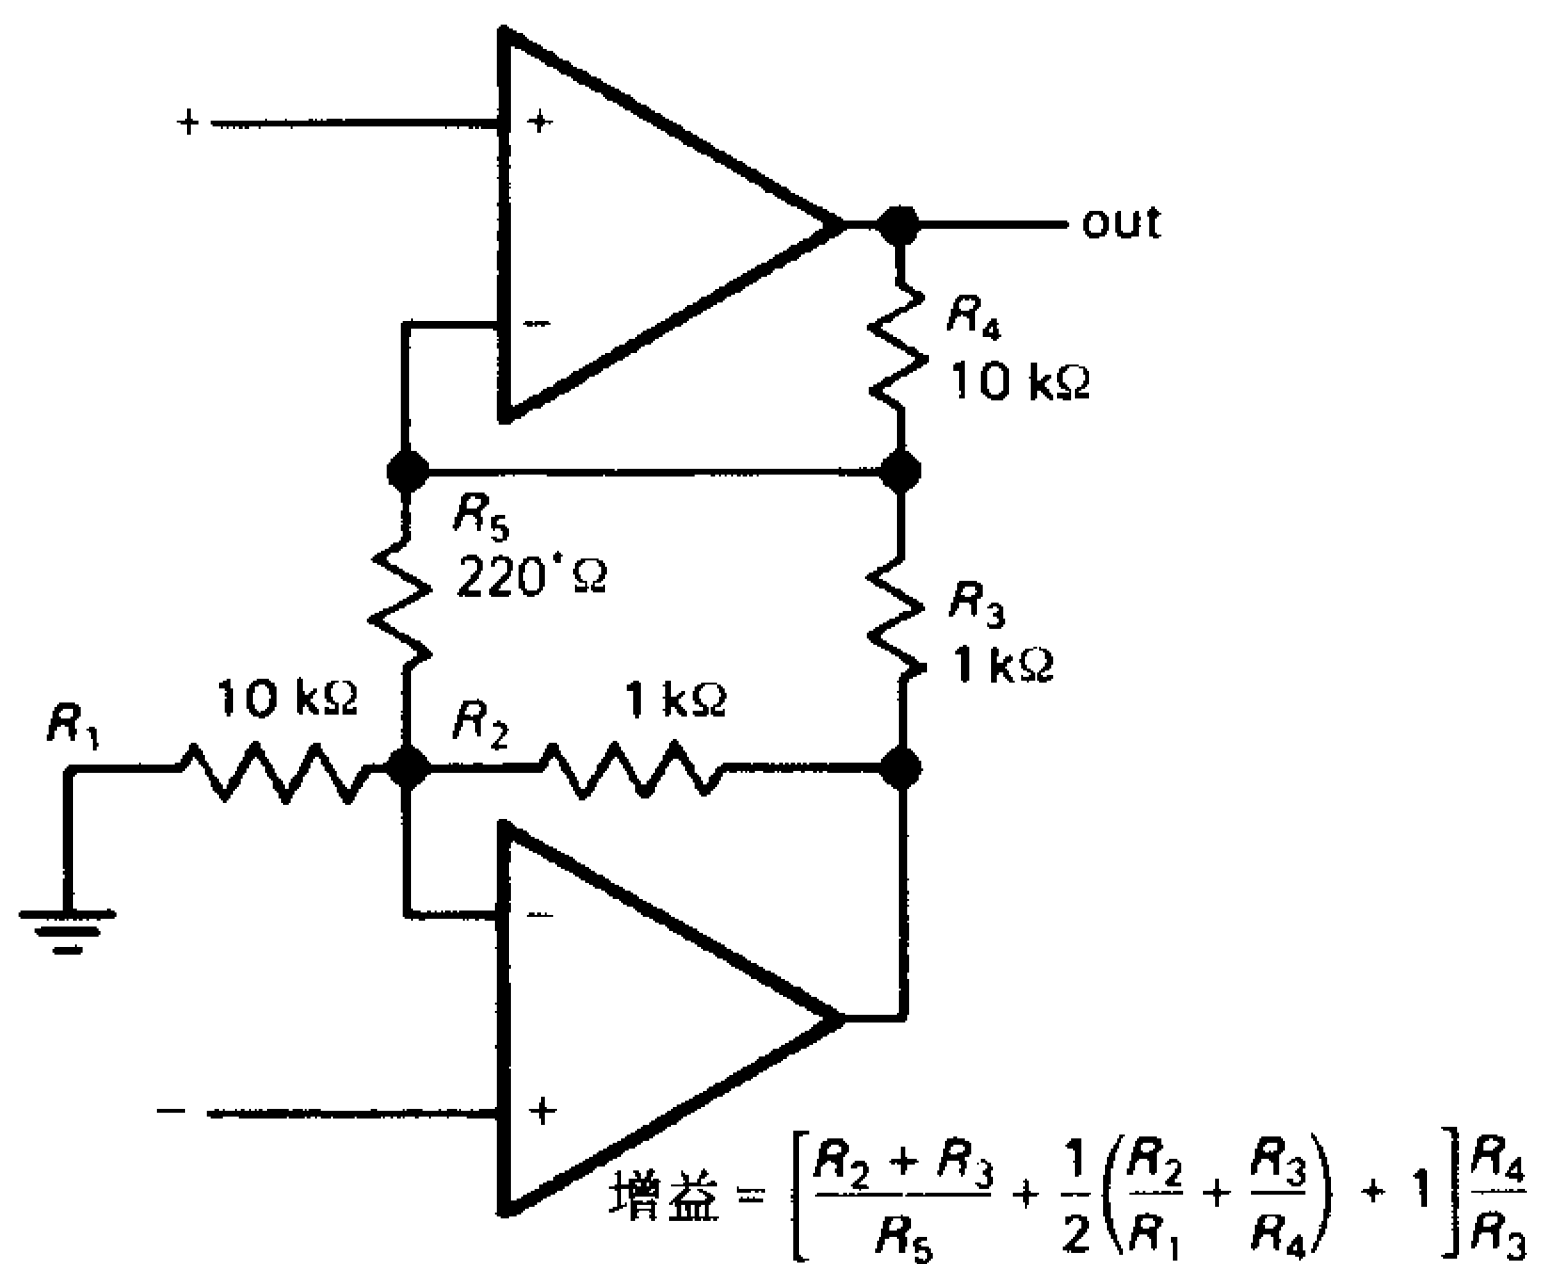 +
+
out
−
R₄
10 kΩ
R₅
220 Ω
R₃
1 kΩ
10 kΩ
1 kΩ
R₁
R₂
−
−
+
增益 = [(R₂ + R₃)/R₅ + 1/2 (R₂/R₁ + R₃/R₄) + 1] R₄/R₃